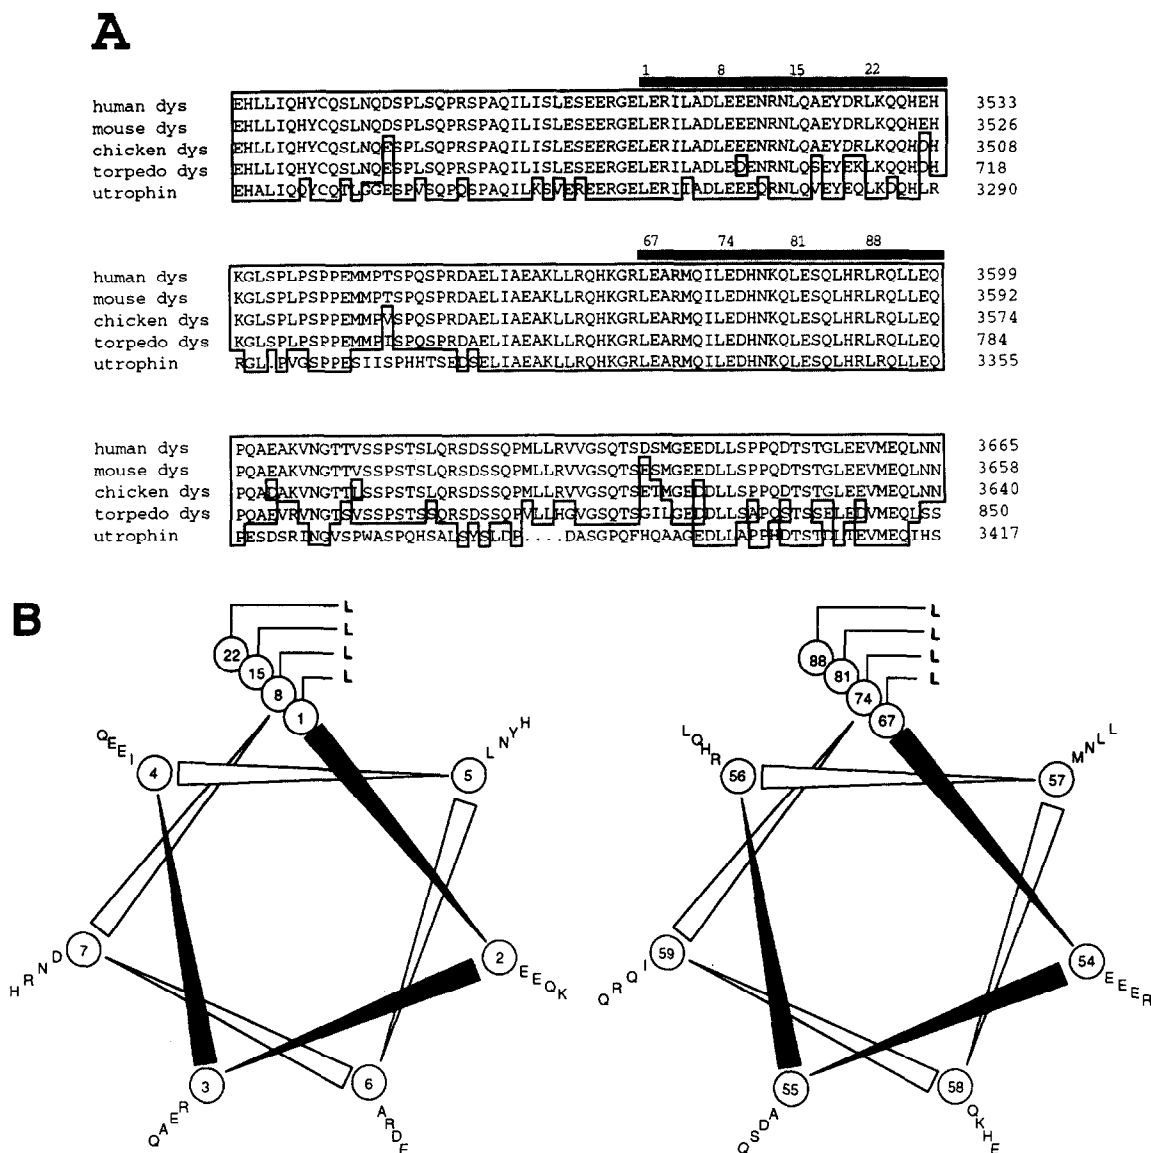 A
1 8 15 22
human dys EHLLIQHYCQSLNQDSPLSQPRSPAQILISLESEERGELERILADLEEENRNLQAEYDRLKQQHEH 3533
mouse dys EHLLIQHYCQSLNQDSPLSQPRSPAQILISLESEERGELERILADLEEENRNLQAEYDRLKQQHEH 3526
chicken dys EHLLIQHYCQSLNQESPLSQPRSPAQILISLESEERGELERILADLEEENRNLQAEYDRLKQQHDH 3508
torpedo dys EHLLIQHYCQSLNQESPLSQPRSPAQILISLESEERGELERILADLEDENRNLQSEYEKLKQQHDH 718
utrophin EHALIQQYCQTLGGESPVSQPQSPAQILKSVEREERGELERIIADLEEEQRNLQVEYEQLKDQHLR 3290
67 74 81 88
human dys KGLSPLPSPPEMMPTSPQSPRDAELIAEAKLLRQHKGRLEARMQILEDHNKQLESQLHRLRQLLEQ 3599
mouse dys KGLSPLPSPPEMMPTSPQSPRDAELIAEAKLLRQHKGRLEARMQILEDHNKQLESQLHRLRQLLEQ 3592
chicken dys KGLSPLPSPPEMMPVSPQSPRDAELIAEAKLLRQHKGRLEARMQILEDHNKQLESQLHRLRQLLEQ 3574
torpedo dys KGLSPLPSPPEMMPISPQSPRDAELIAEAKLLRQHKGRLEARMQILEDHNKQLESQLHRLRQLLEQ 784
utrophin RGL.PVGSPPESIISPHHTSEDSELIAEAKLLRQHKGRLEARMQILEDHNKQLESQLHRLRQLLEQ 3355
human dys PQAEAKVNGTTVSSPSTSLQRSDSSQPMLLRVVGSQTSDSMGEEDLLSPPQDTSTGLEEVMEQLNN 3665
mouse dys PQAEAKVNGTTVSSPSTSLQRSDSSQPMLLRVVGSQTSESMGEEDLLSPPQDTSTGLEEVMEQLNN 3658
chicken dys PQADAKVNGTTLSSPSTSLQRSDSSQPMLLRVVGSQTSETMGEDDLLSPPQDTSTGLEEVMEQLNN 3640
torpedo dys PQAEVRVNGTSVSSPSTSSQRSDSSQPVLLHGVGSQTSGILGEDDLLSAPQSTSSELEDVMEQLSS 850
utrophin PESDSRINGVSPWASPQHSALSYSLDP....DASGPQFHQAAGEDLLAPPHDTSTDLTEVMEQIHS 3417
B
L
L
L
L
22 15 8 1
QEEI 4
5 LNYH
HRND 7
2 EEQK
QAER 3
6 ARDE
L
L
L
L
88 81 74 67
LQHR 56
57 MNLL
QRQI 59
54 EEER
QSDA 55
58 QKHE